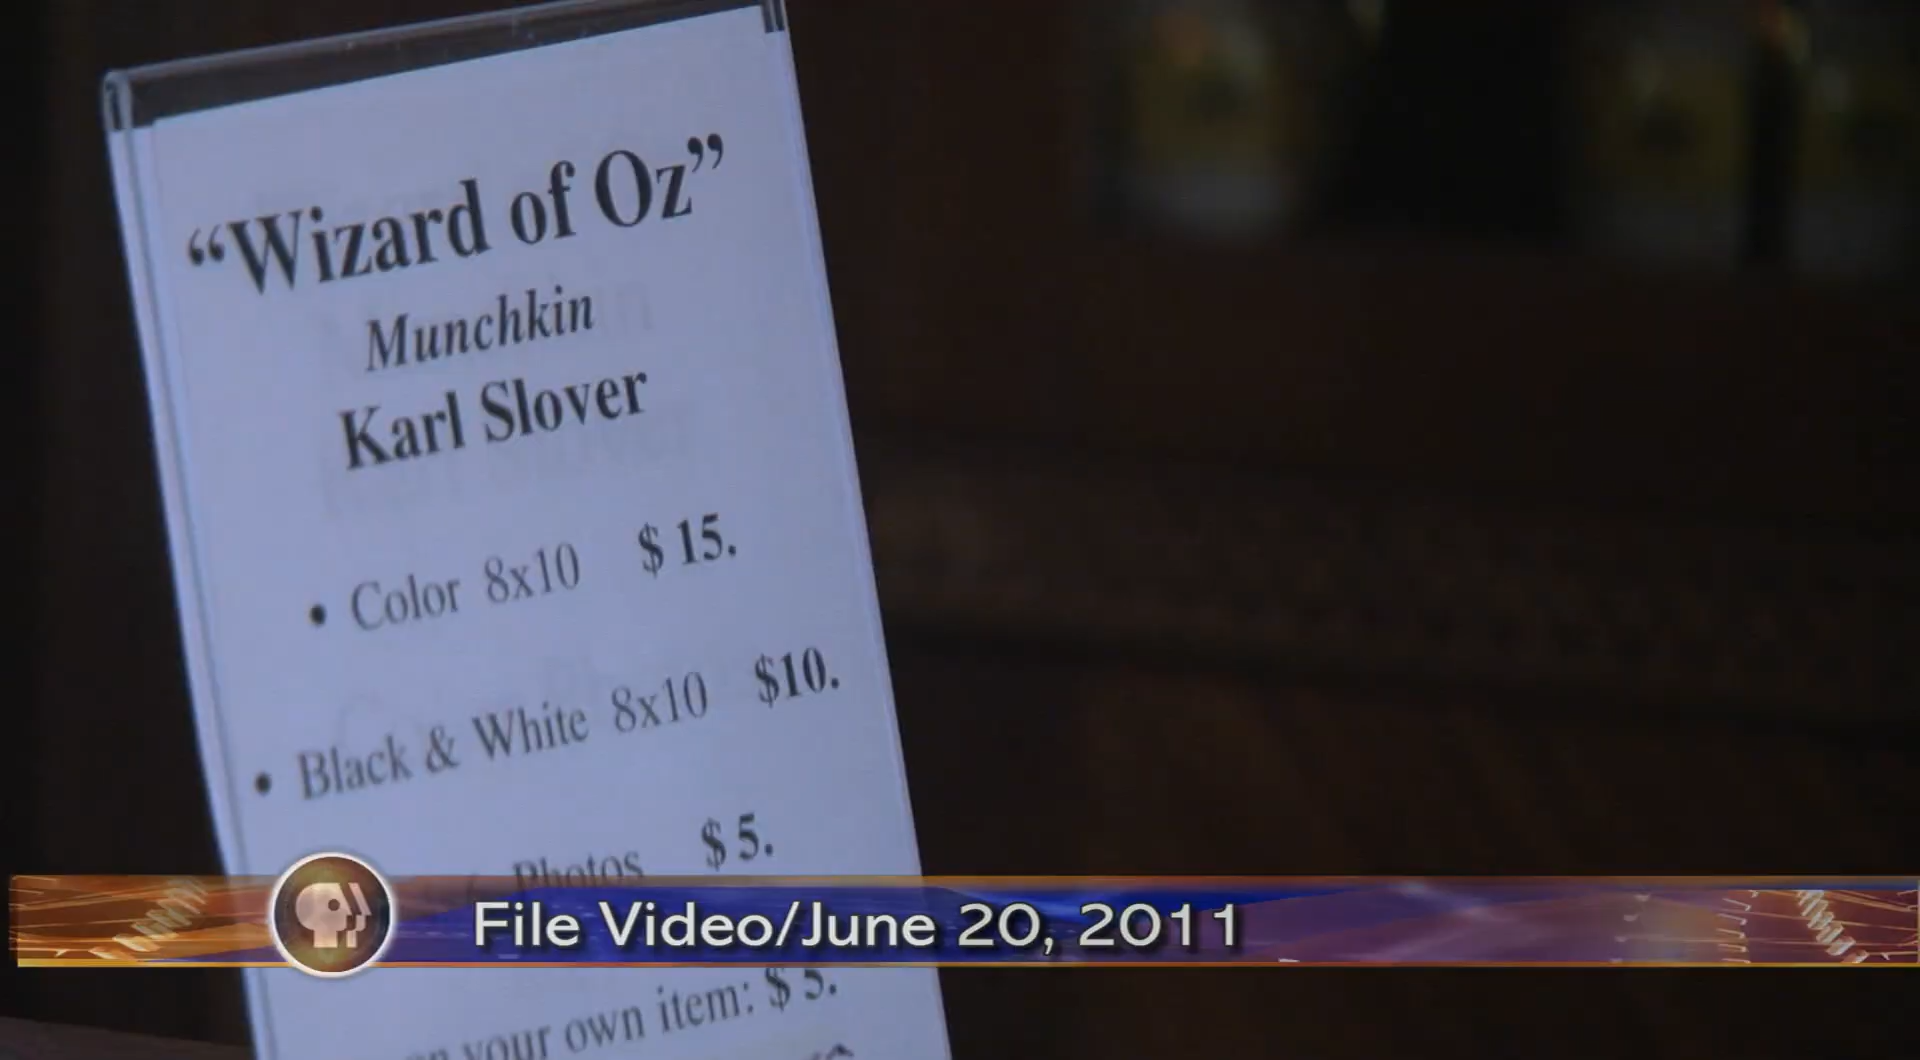 “Wizard of Oz”
Munchkin
Karl Slover
• Color 8x10 $ 15.
• Black & White 8x10 $10.
Photos $ 5.
File Video/June 20, 2011
your own item: $ 5.